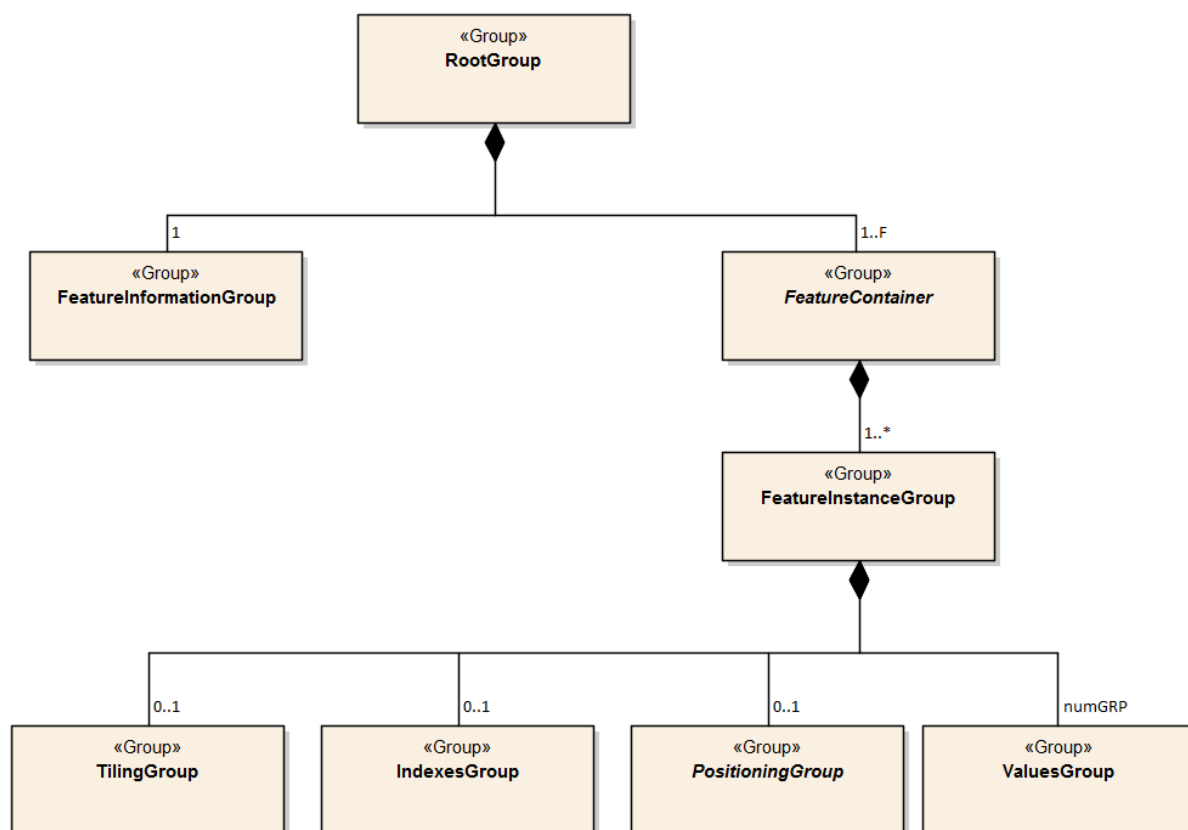 «Group»
RootGroup
1
1..F
«Group»
FeatureInformationGroup
«Group»
FeatureContainer
1..*
«Group»
FeatureInstanceGroup
0..1
0..1
0..1
numGRP
«Group»
TilingGroup
«Group»
IndexesGroup
«Group»
PositioningGroup
«Group»
ValuesGroup